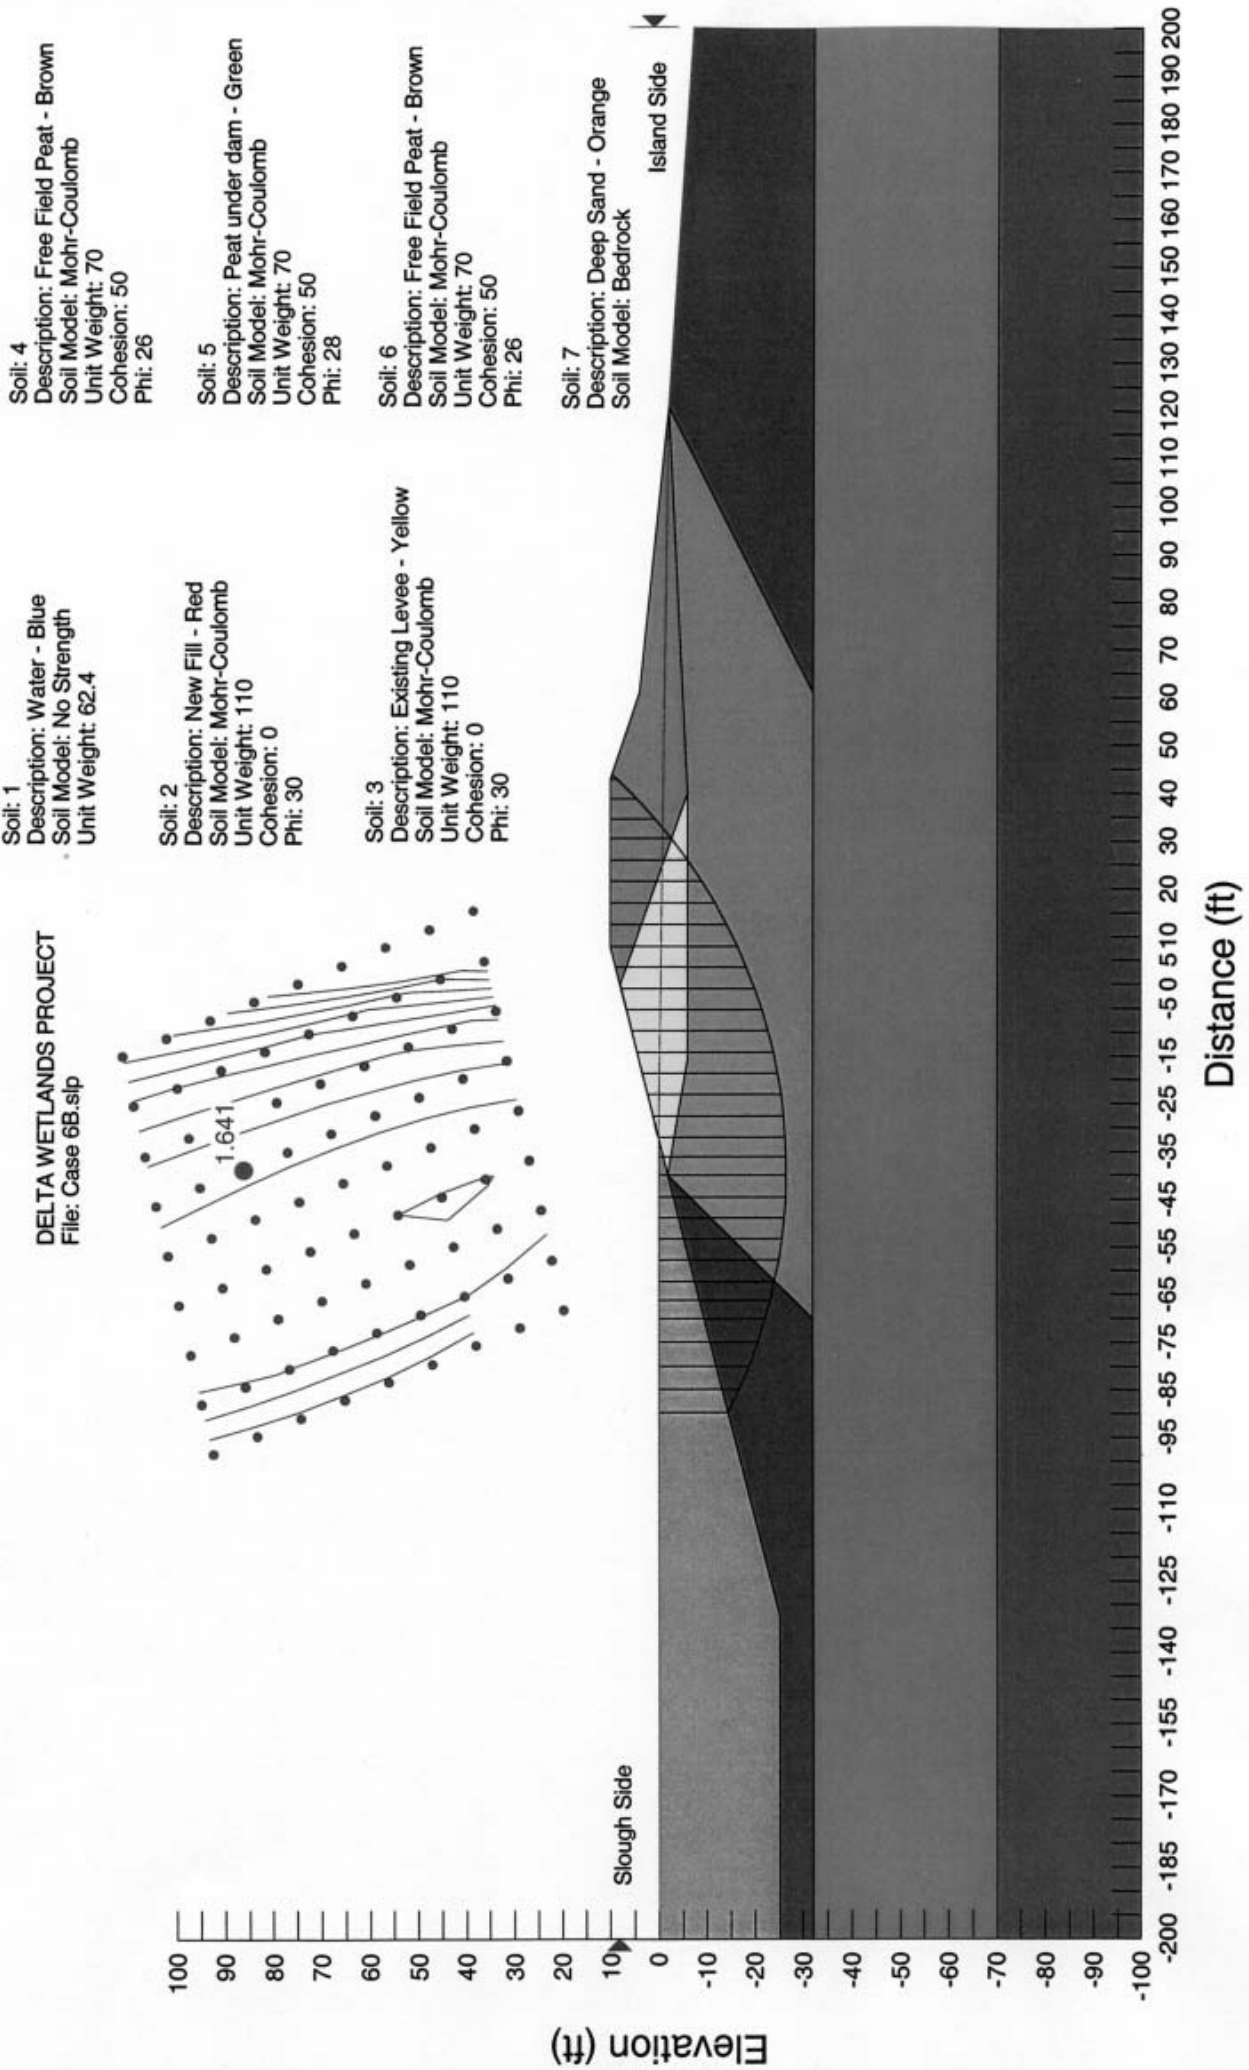 DELTA WETLANDS PROJECT
File: Case 6B.slp
Soil: 1
Description: Water - Blue
Soil Model: No Strength
Unit Weight: 62.4
Soil: 2
Description: New Fill - Red
Soil Model: Mohr-Coulomb
Unit Weight: 110
Cohesion: 0
Phi: 30
Soil: 3
Description: Existing Levee - Yellow
Soil Model: Mohr-Coulomb
Unit Weight: 110
Cohesion: 0
Phi: 30
Soil: 4
Description: Free Field Peat - Brown
Soil Model: Mohr-Coulomb
Unit Weight: 70
Cohesion: 50
Phi: 26
Soil: 5
Description: Peat under dam - Green
Soil Model: Mohr-Coulomb
Unit Weight: 70
Cohesion: 50
Phi: 28
Soil: 6
Description: Free Field Peat - Brown
Soil Model: Mohr-Coulomb
Unit Weight: 70
Cohesion: 50
Phi: 26
Soil: 7
Description: Deep Sand - Orange
Soil Model: Bedrock
1.641
Slough Side
Island Side
Elevation (ft)
100
90
80
70
60
50
40
30
20
10
0
-10
-20
-30
-40
-50
-60
-70
-80
-90
-100
-200 -185 -170 -155 -140 -125 -110 -95 -85 -75 -65 -55 -45 -35 -25 -15 -5 0 5 10 20 30 40 50 60 70 80 90 100 110 120 130 140 150 160 170 180 190 200
Distance (ft)